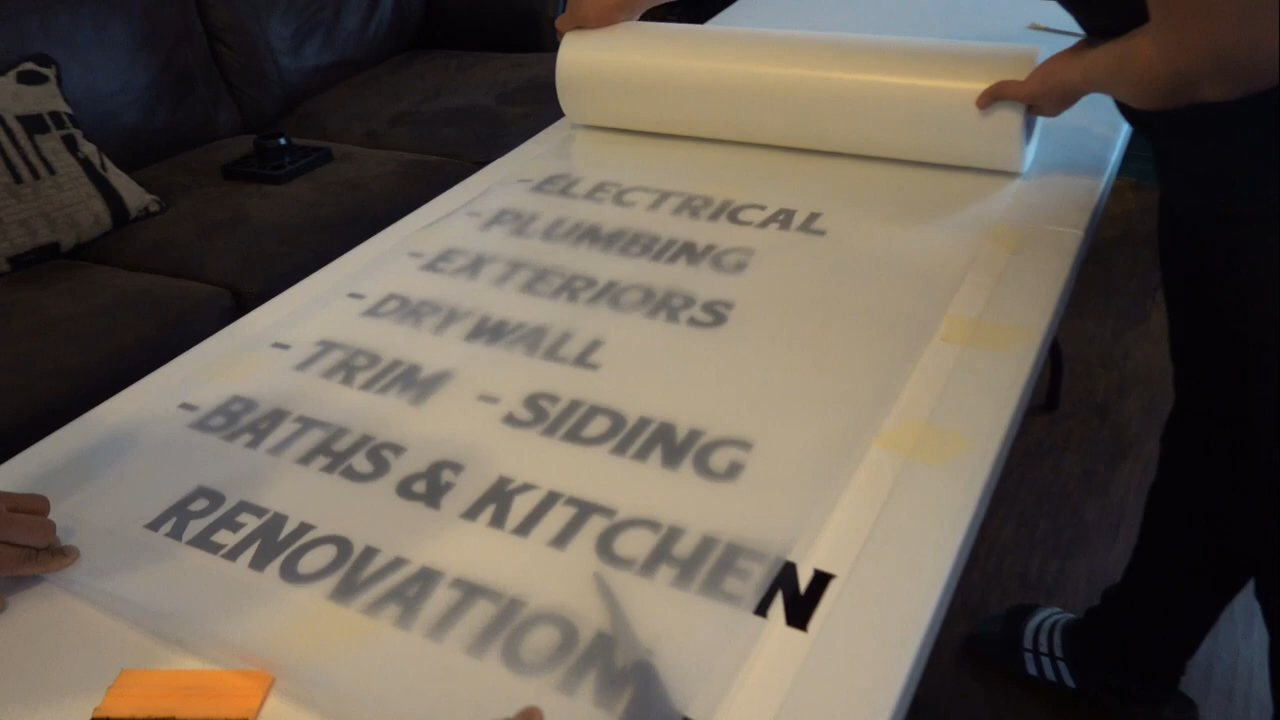 -ELECTRICAL
-PLUMBING
-EXTERIORS
-DRYWALL
-TRIM -SIDING
-BATHS & KITCHEN
RENOVATION